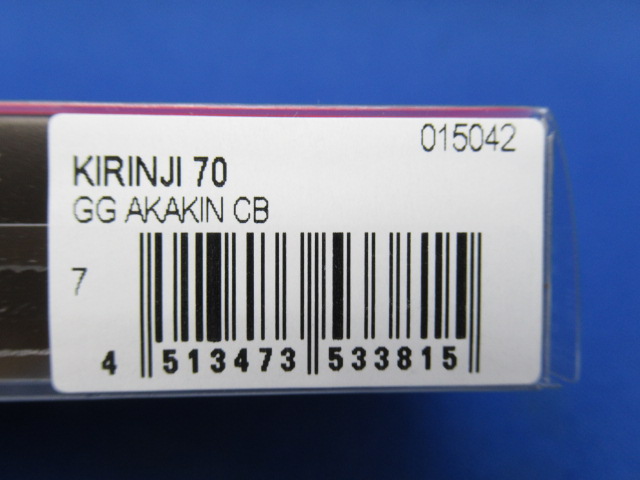 015042
KIRINJI 70
GG AKAKIN CB
7
4 513473 533815